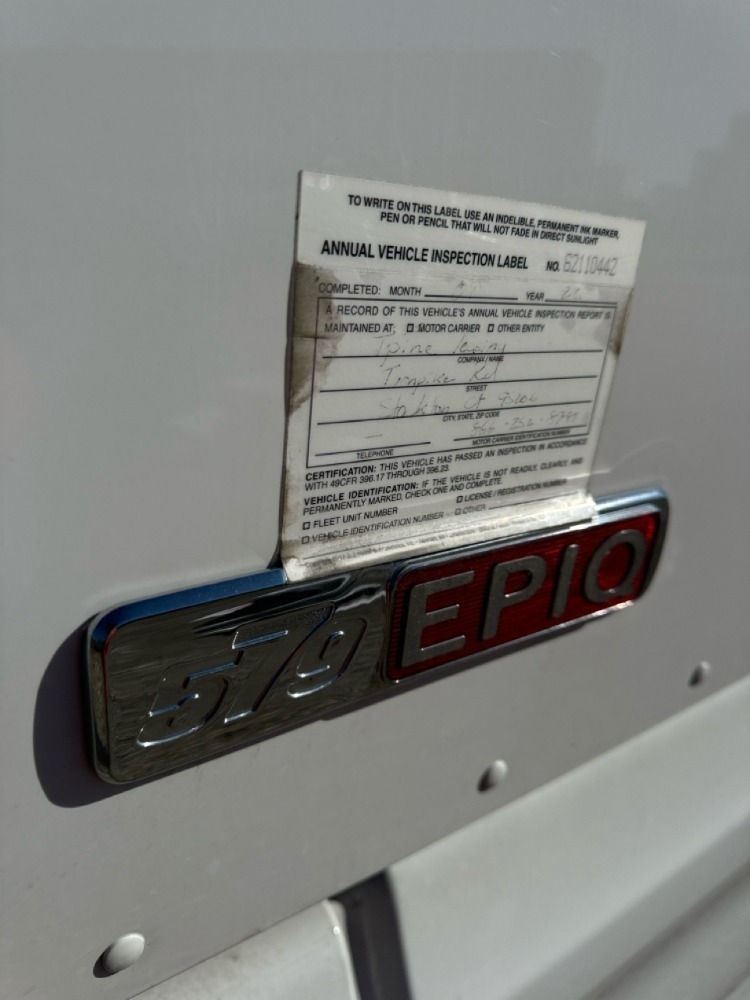 TO WRITE ON THIS LABEL USE AN INDELIBLE, PERMANENT INK MARKER,
PEN OR PENCIL THAT WILL NOT FADE IN DIRECT SUNLIGHT
ANNUAL VEHICLE INSPECTION LABEL NO. 62110442
COMPLETED: MONTH YEAR
A RECORD OF THIS VEHICLE'S ANNUAL VEHICLE INSPECTION REPORT IS
MAINTAINED AT: ☐ MOTOR CARRIER ☐ OTHER ENTITY
Tpine
COMPANY NAME
Rd
STREET
CITY, STATE, ZIP CODE
TELEPHONE MOTOR CARRIER IDENTIFICATION NUMBER
CERTIFICATION: THIS VEHICLE HAS PASSED AN INSPECTION IN ACCORDANCE
WITH 49CFR 396.17 THROUGH 396.23.
VEHICLE IDENTIFICATION: IF THE VEHICLE IS NOT READILY, CLEARLY, AND
PERMANENTLY MARKED, CHECK ONE AND COMPLETE.
☐ FLEET UNIT NUMBER ☐ LICENSE / REGISTRATION NUMBER
☐ VEHICLE IDENTIFICATION NUMBER ☐ OTHER
579 EPIQ